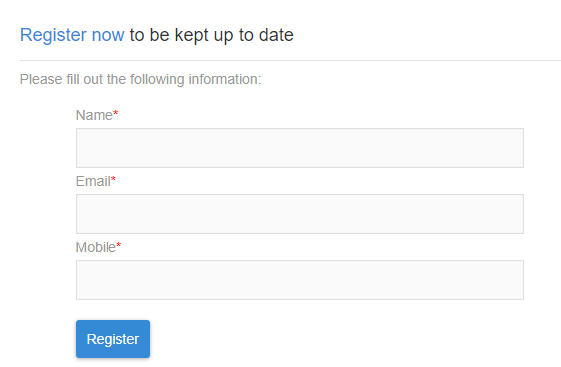 Register now to be kept up to date
Please fill out the following information:
Name*
Email*
Mobile*
Register